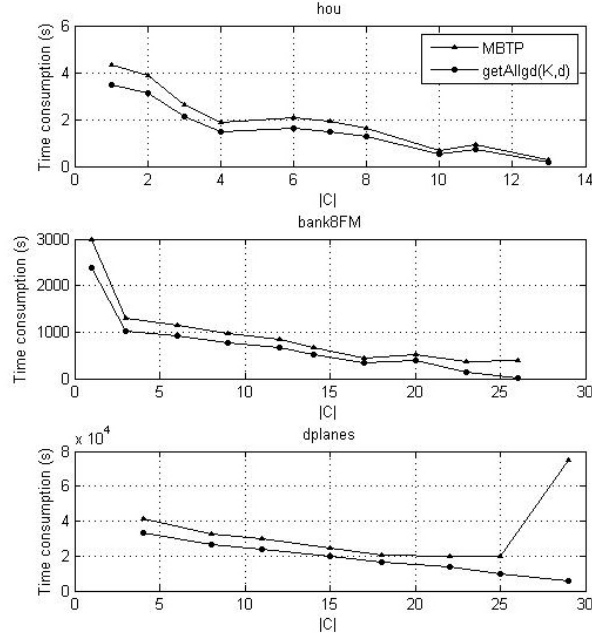 hou
Time consumption (s)
6
4
2
0
MBTP
getAllgd(K,d)
0 2 4 6 8 10 12 14
|C|
bank8FM
Time consumption (s)
3000
2000
1000
0
0 5 10 15 20 25 30
|C|
dplanes
x 10^4
Time consumption (s)
8
6
4
2
0
0 5 10 15 20 25 30
|C|